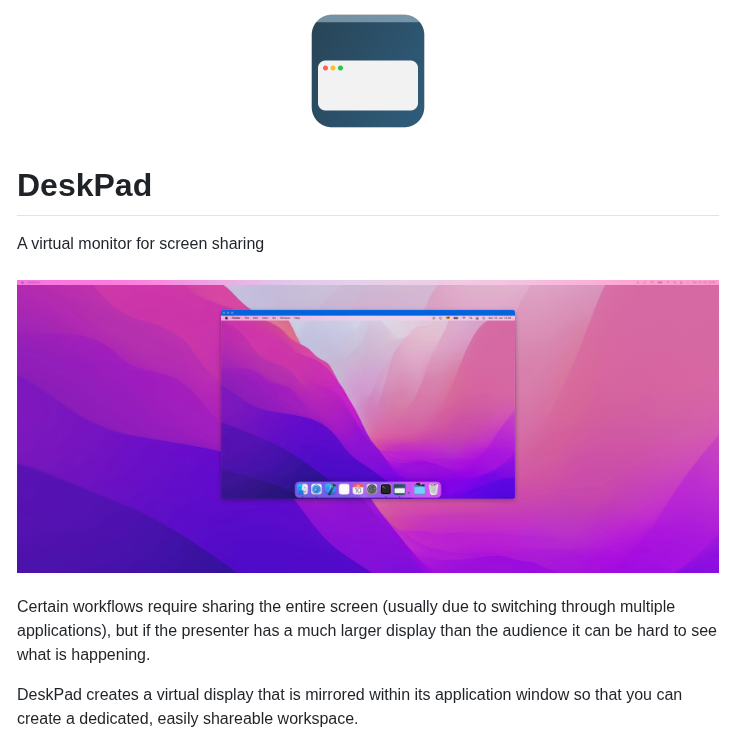 DeskPad
A virtual monitor for screen sharing
Certain workflows require sharing the entire screen (usually due to switching through multiple
applications), but if the presenter has a much larger display than the audience it can be hard to see
what is happening.
DeskPad creates a virtual display that is mirrored within its application window so that you can
create a dedicated, easily shareable workspace.